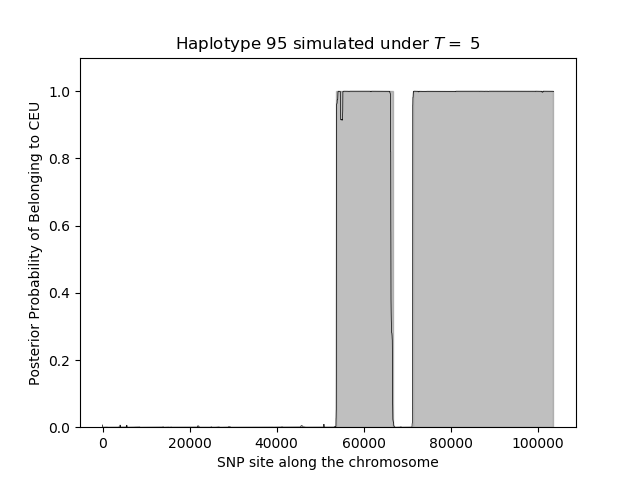 Haplotype 95 simulated under T = 5
Posterior Probability of Belonging to CEU
1.0
0.8
0.6
0.4
0.2
0.0
0 20000 40000 60000 80000 100000
SNP site along the chromosome